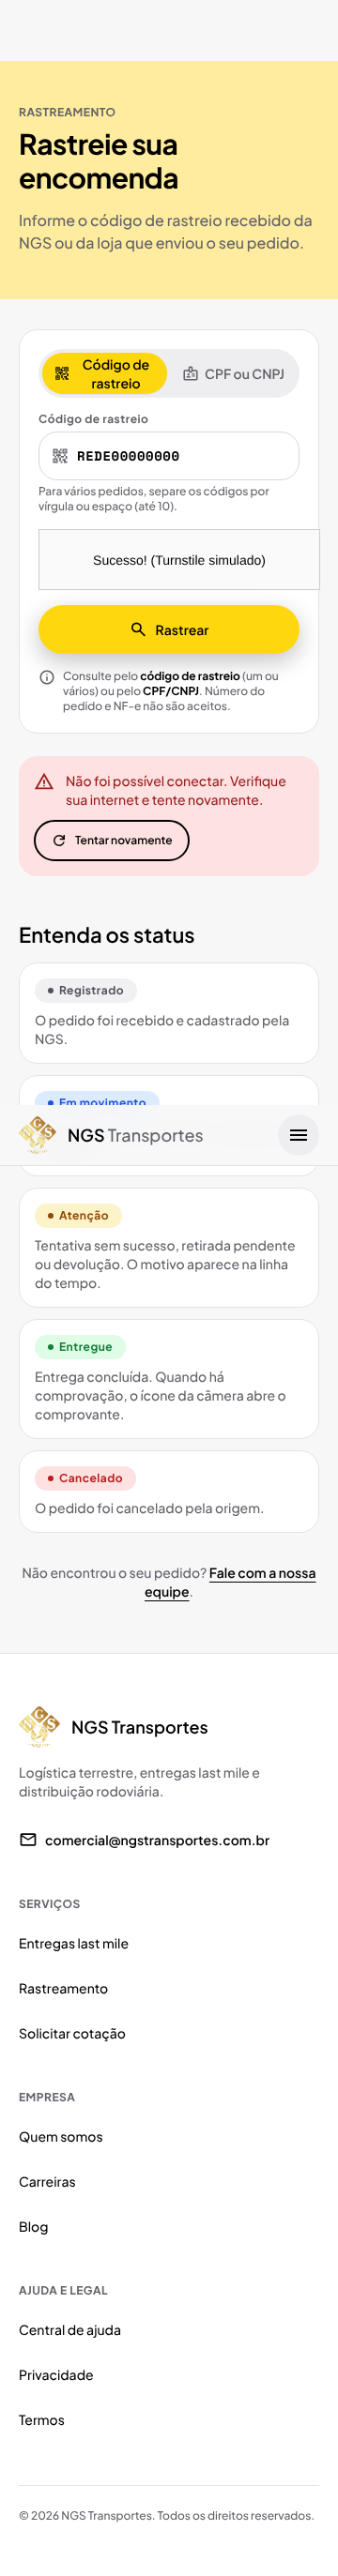 RASTREAMENTO
Rastreie sua
encomenda
Informe o código de rastreio recebido da
NGS ou da loja que enviou o seu pedido.
Código de
rastreio
CPF ou CNPJ
Código de rastreio
REDE00000000
Para vários pedidos, separe os códigos por
vírgula ou espaço (até 10).
Sucesso! (Turnstile simulado)
Rastrear
Consulte pelo código de rastreio (um ou
vários) ou pelo CPF/CNPJ. Número do
pedido e NF-e não são aceitos.
Não foi possível conectar. Verifique
sua internet e tente novamente.
Tentar novamente
Entenda os status
Registrado
O pedido foi recebido e cadastrado pela
NGS.
Em movimento
NGS Transportes
Atenção
Tentativa sem sucesso, retirada pendente
ou devolução. O motivo aparece na linha
do tempo.
Entregue
Entrega concluída. Quando há
comprovação, o ícone da câmera abre o
comprovante.
Cancelado
O pedido foi cancelado pela origem.
Não encontrou o seu pedido? Fale com a nossa
equipe.
NGS Transportes
Logística terrestre, entregas last mile e
distribuição rodoviária.
comercial@ngstransportes.com.br
SERVIÇOS
Entregas last mile
Rastreamento
Solicitar cotação
EMPRESA
Quem somos
Carreiras
Blog
AJUDA E LEGAL
Central de ajuda
Privacidade
Termos
© 2026 NGS Transportes. Todos os direitos reservados.